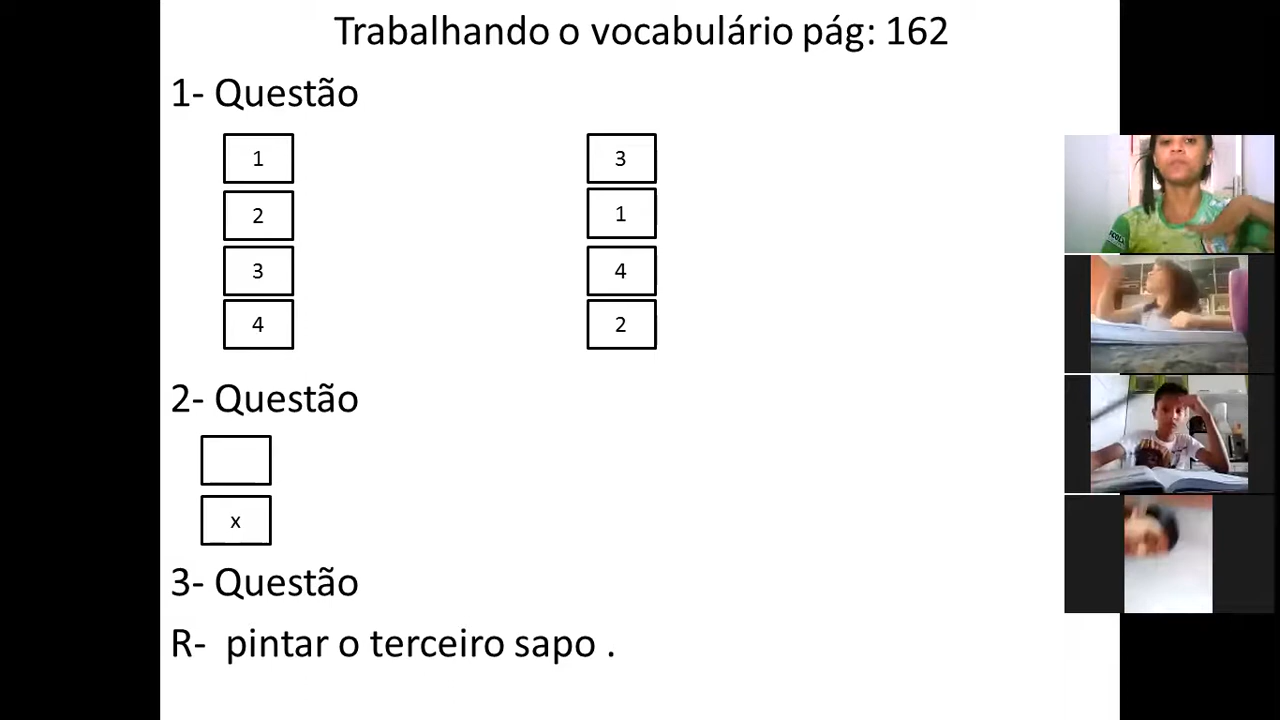 Trabalhando o vocabulário pág: 162
1- Questão
1 3
2 1
3 4
4 2
2- Questão
x
3- Questão
R- pintar o terceiro sapo .